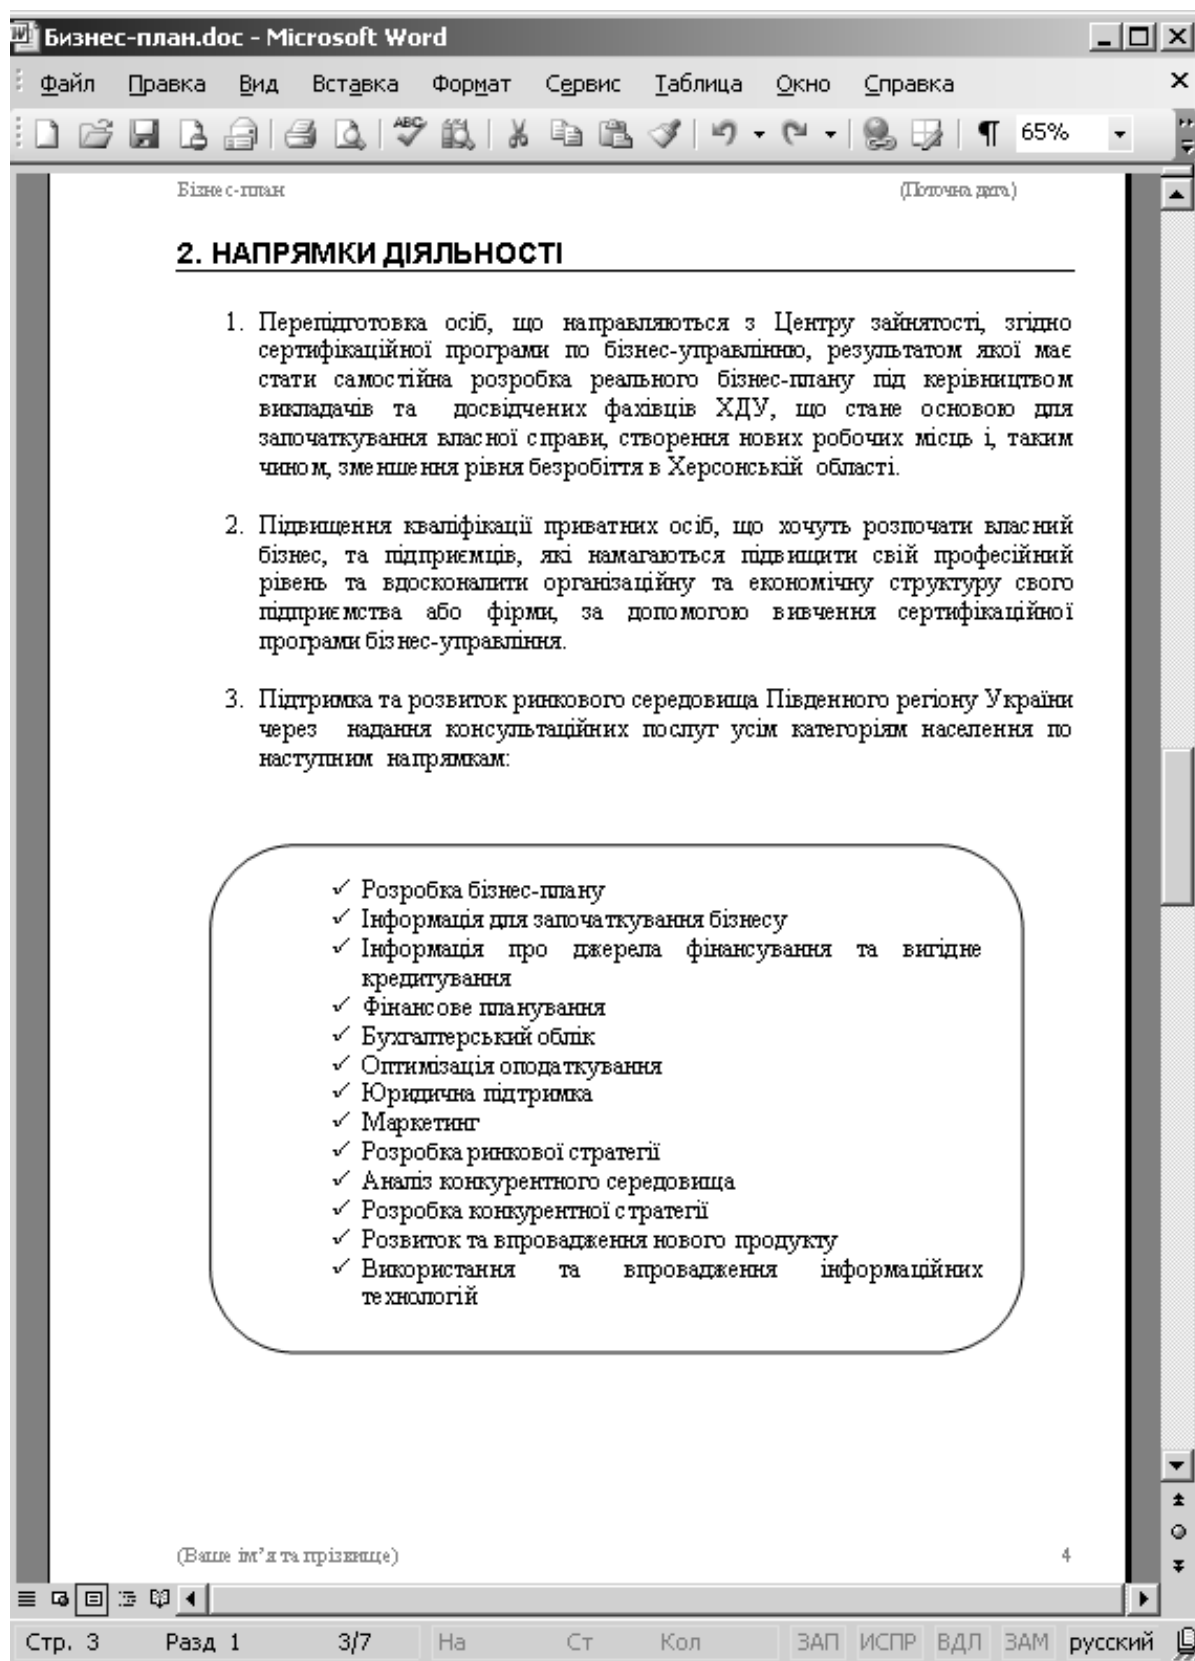 Бизнес-план.doc - Microsoft Word
Файл Правка Вид Вставка Формат Сервис Таблица Окно Справка
65%
Бізнес-план (Поточна дата)
2. НАПРЯМКИ ДІЯЛЬНОСТІ
1. Перепідготовка осіб, що направляються з Центру зайнятості, згідно
сертифікаційної програми по бізнес-управлінню, результатом якої має
стати самостійна розробка реального бізнес-плану під керівництвом
викладачів та досвідчених фахівців ХДУ, що стане основою для
започаткування власної справи, створення нових робочих місць і, таким
чином, зменшення рівня безробіття в Херсонській області.
2. Підвищення кваліфікації приватних осіб, що хочуть розпочати власний
бізнес, та підприємців, які намагаються підвищити свій професійний
рівень та вдосконалити організаційну та економічну структуру свого
підприємства або фірми, за допомогою вивчення сертифікаційної
програми бізнес-управління.
3. Підтримка та розвиток ринкового середовища Південного регіону України
через надання консультаційних послуг усім категоріям населення по
наступним напрямкам:
✓ Розробка бізнес-плану
✓ Інформація для започаткування бізнесу
✓ Інформація про джерела фінансування та вигідне
кредитування
✓ Фінансове планування
✓ Бухгалтерський облік
✓ Оптимізація оподаткування
✓ Юридична підтримка
✓ Маркетинг
✓ Розробка ринкової стратегії
✓ Аналіз конкурентного середовища
✓ Розробка конкурентної стратегії
✓ Розвиток та впровадження нового продукту
✓ Використання та впровадження інформаційних
технологій
(Ваше ім’я та прізвище) 4
Стр. 3 Разд 1 3/7 На Ст Кол ЗАП ИСПР ВДЛ ЗАМ русский